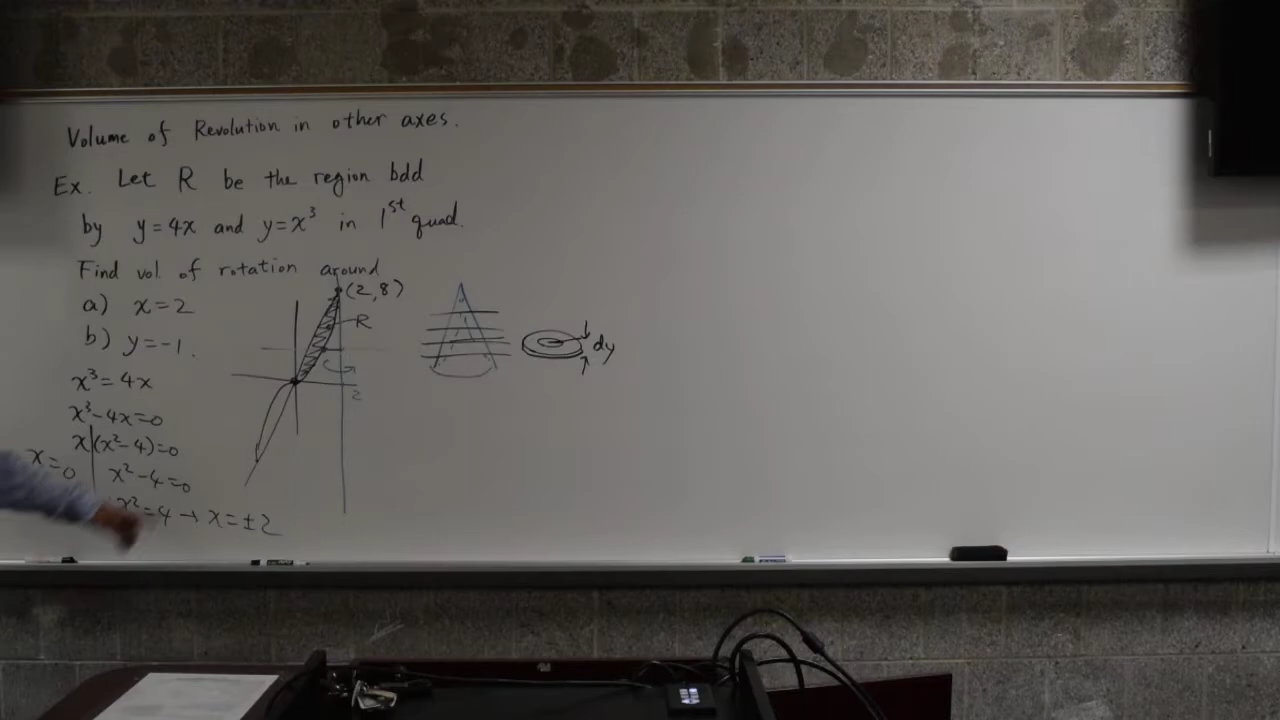 Volume of Revolution in other axes.
Ex. Let R be the region bdd
by y=4x and y=x³ in 1st quad.
Find vol of rotation around
a) x=2
b) y=-1.
(2,8)
R
2
dy
x³=4x
x³-4x=0
x(x²-4)=0
x=0
x²-4=0
x²=4→x=±2